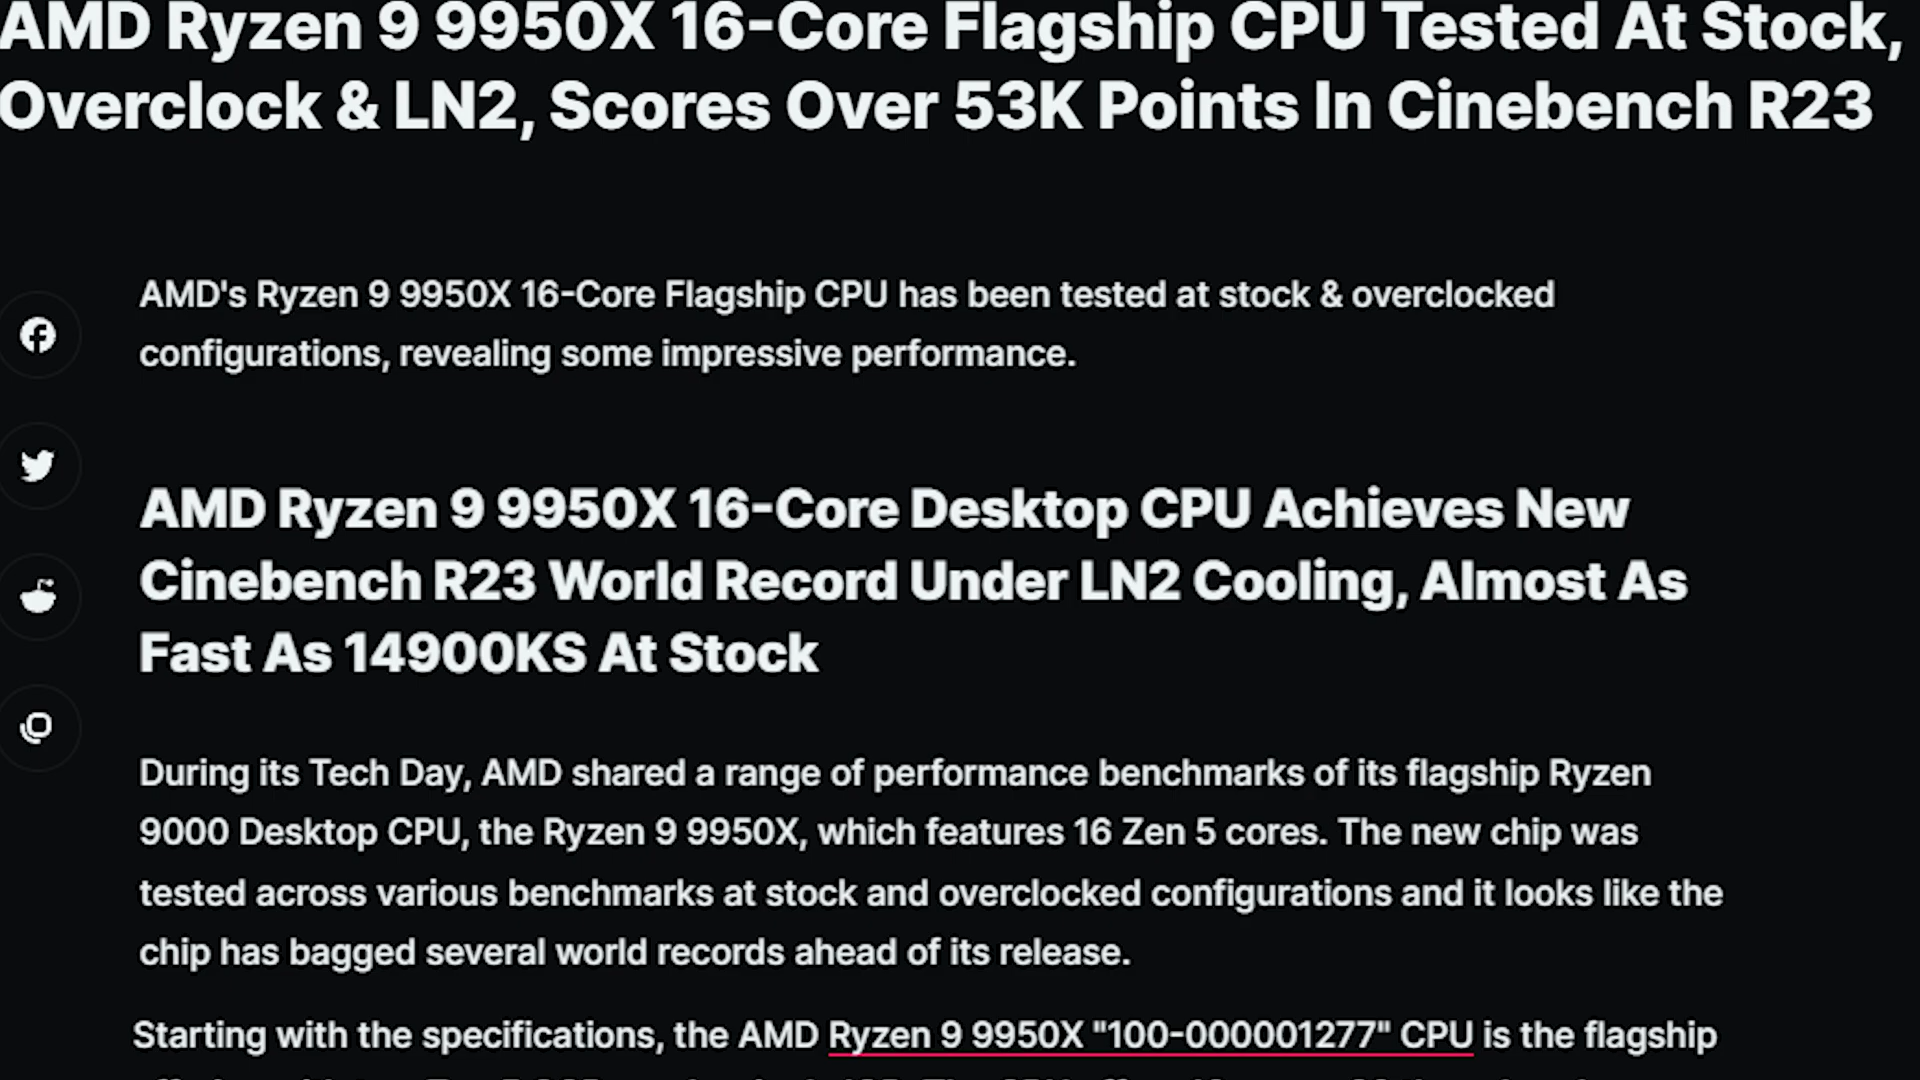 AMD Ryzen 9 9950X 16-Core Flagship CPU Tested At Stock,
Overclock & LN2, Scores Over 53K Points In Cinebench R23
AMD's Ryzen 9 9950X 16-Core Flagship CPU has been tested at stock & overclocked
configurations, revealing some impressive performance.
AMD Ryzen 9 9950X 16-Core Desktop CPU Achieves New
Cinebench R23 World Record Under LN2 Cooling, Almost As
Fast As 14900KS At Stock
During its Tech Day, AMD shared a range of performance benchmarks of its flagship Ryzen
9000 Desktop CPU, the Ryzen 9 9950X, which features 16 Zen 5 cores. The new chip was
tested across various benchmarks at stock and overclocked configurations and it looks like the
chip has bagged several world records ahead of its release.
Starting with the specifications, the AMD Ryzen 9 9950X "100-000001277" CPU is the flagship